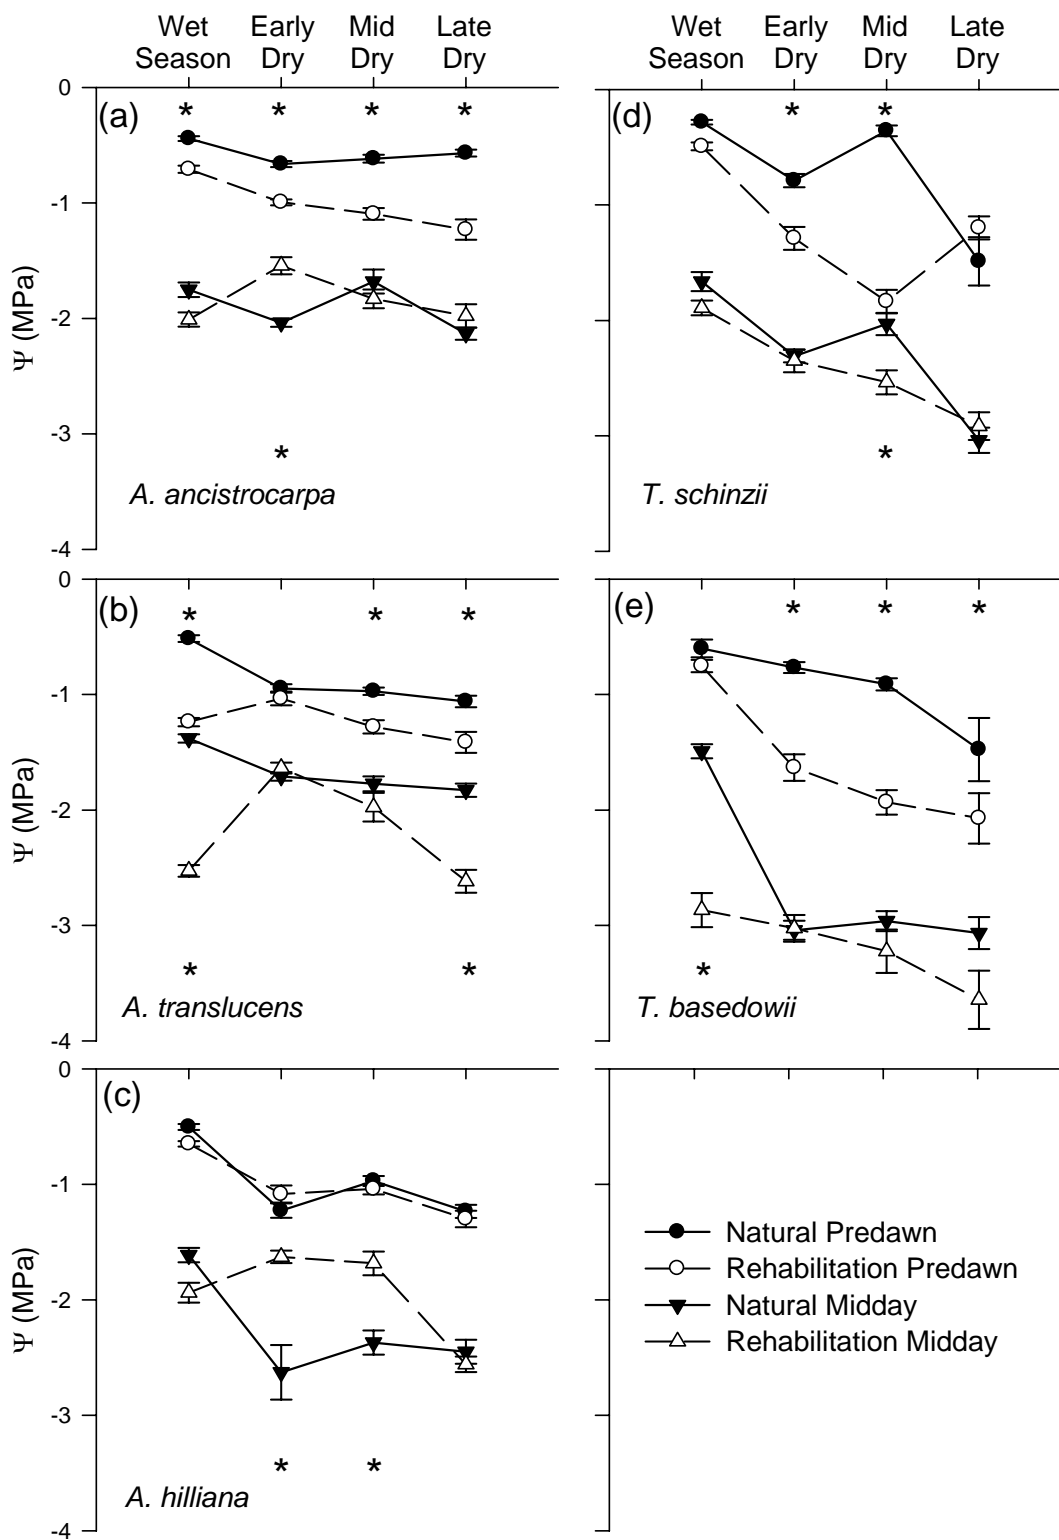 Wet Season
Early Dry
Mid Dry
Late Dry
Wet Season
Early Dry
Mid Dry
Late Dry
0
-1
-2
-3
-4
Ψ (MPa)
(a)
* * * *
*
A. ancistrocarpa
(d)
* *
*
T. schinzii
0
-1
-2
-3
-4
Ψ (MPa)
(b)
* * *
* *
A. translucens
(e)
* * *
*
T. basedowii
0
-1
-2
-3
-4
Ψ (MPa)
(c)
* *
A. hilliana
Natural Predawn
Rehabilitation Predawn
Natural Midday
Rehabilitation Midday